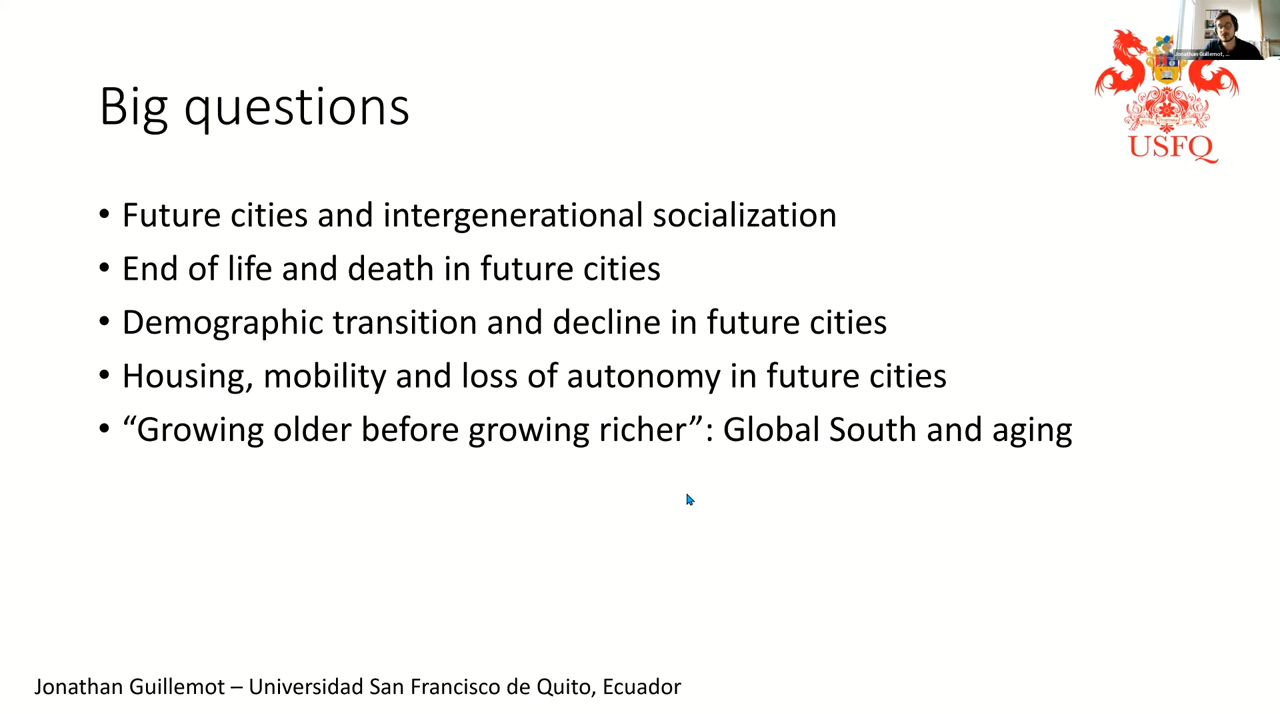 Jonathan Guillemot, ...
USFQ
Big questions
• Future cities and intergenerational socialization
• End of life and death in future cities
• Demographic transition and decline in future cities
• Housing, mobility and loss of autonomy in future cities
• “Growing older before growing richer”: Global South and aging
Jonathan Guillemot – Universidad San Francisco de Quito, Ecuador